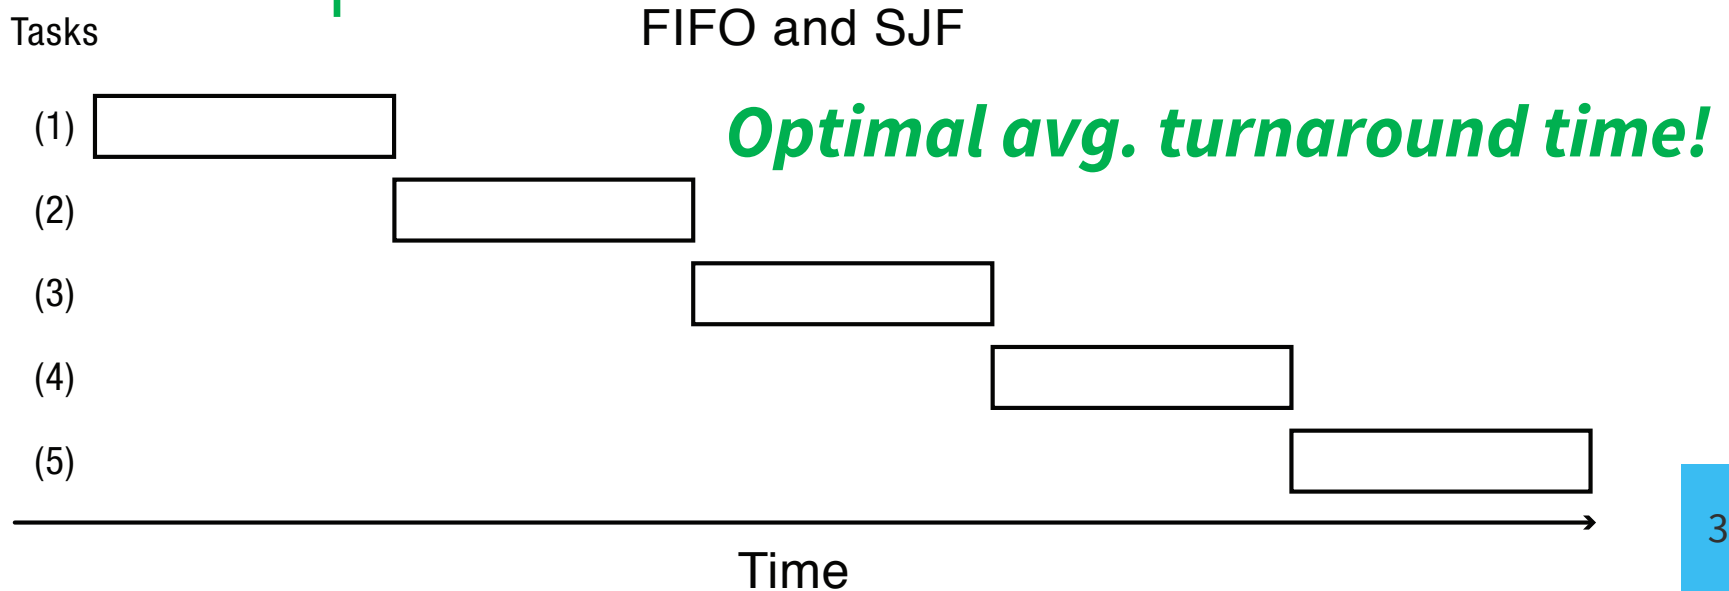 Tasks
FIFO and SJF
Optimal avg. turnaround time!
(1)
(2)
(3)
(4)
(5)
Time
3